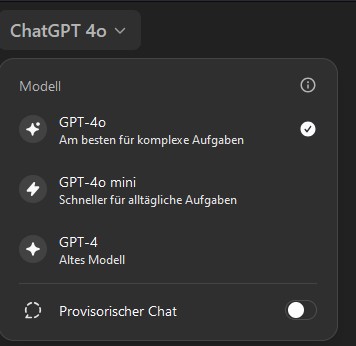 ChatGPT 4o
Modell
GPT-4o
Am besten für komplexe Aufgaben
GPT-4o mini
Schneller für alltägliche Aufgaben
GPT-4
Altes Modell
Provisorischer Chat